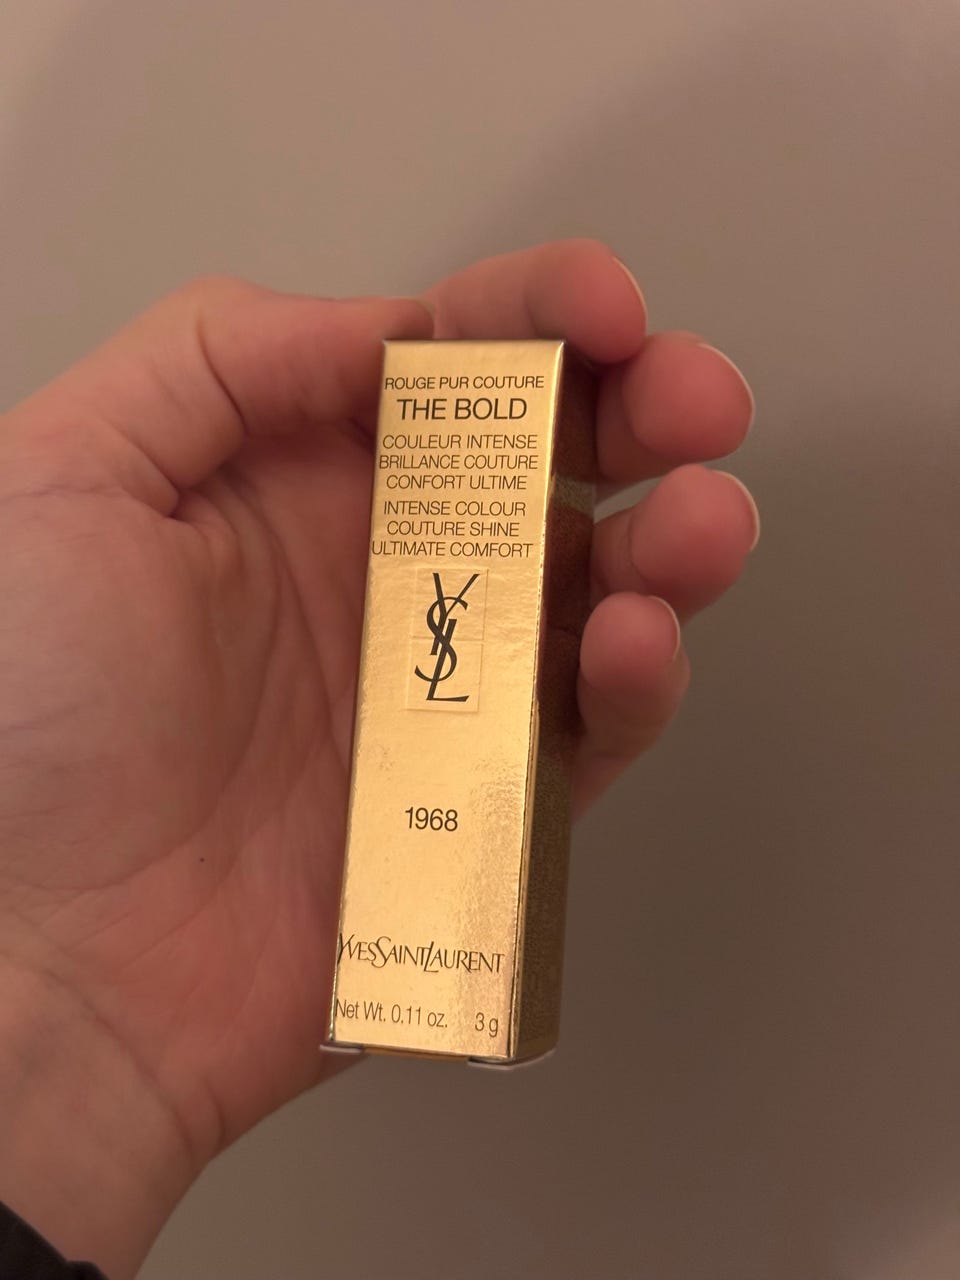 ROUGE PUR COUTURE
THE BOLD
COULEUR INTENSE
BRILLANCE COUTURE
CONFORT ULTIME
INTENSE COLOUR
COUTURE SHINE
ULTIMATE COMFORT
YSL
1968
YVESSAINTLAURENT
Net Wt. 0.11 oz. 3 g